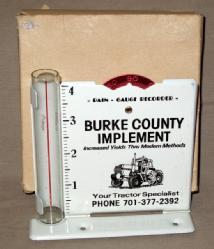 - RAIN - GAUGE RECORDER -
BURKE COUNTY
IMPLEMENT
Increased Yields Thru Modern Methods
Your Tractor Specialist
PHONE 701-377-2392
4
3
2
1